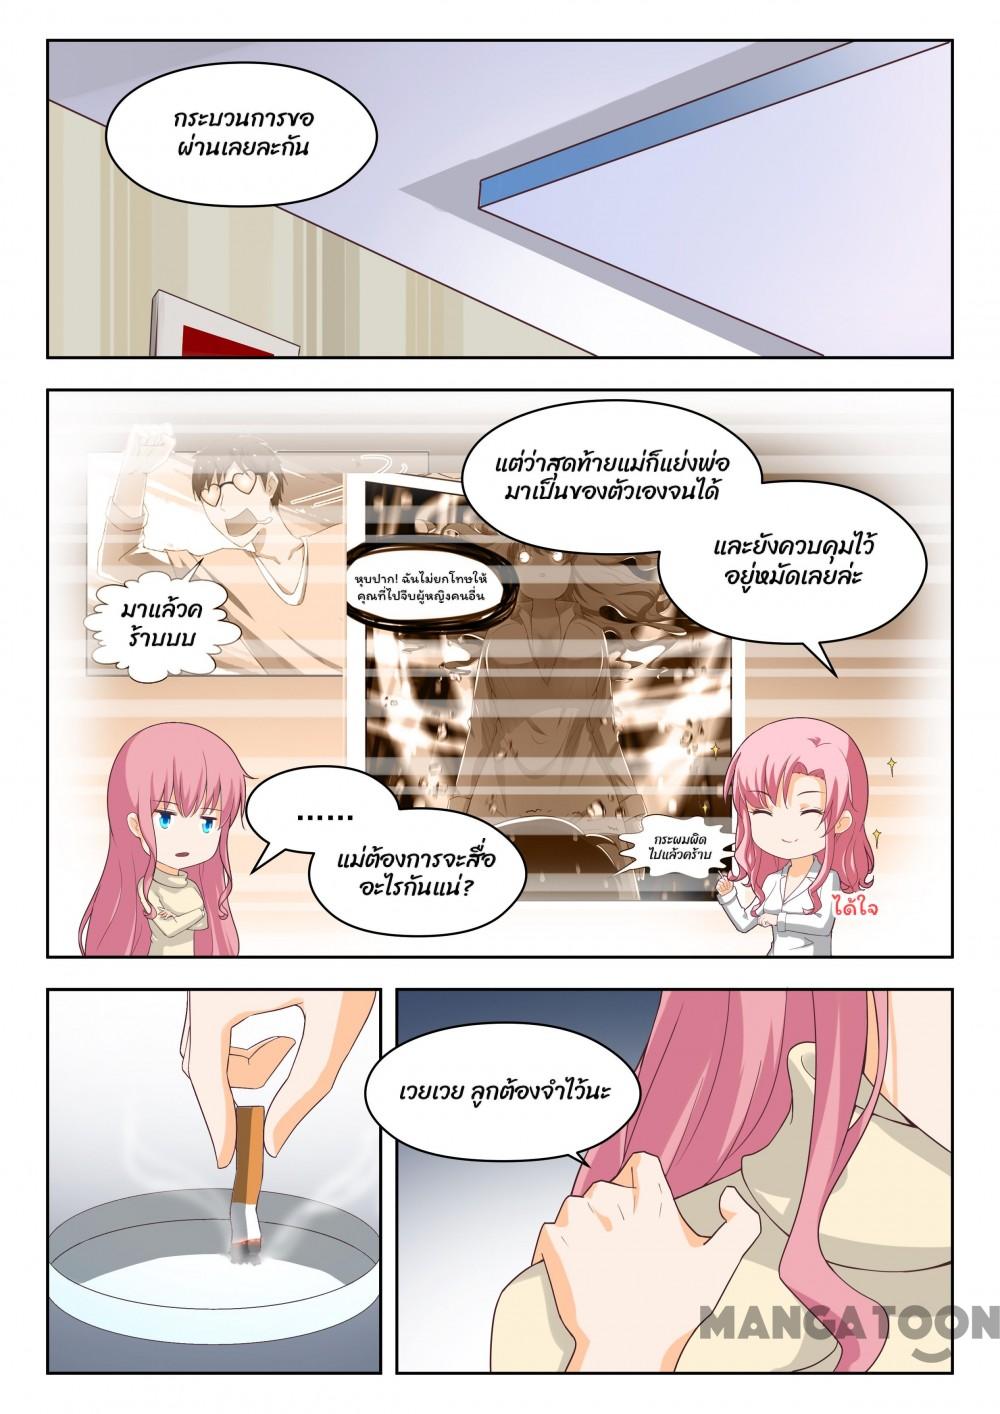 กระบวนการขอ
ผ่านเลยละกัน
แต่ว่าสุดท้ายแม่ก็แย่งพ่อ
มาเป็นของตัวเองจนได้
และยังควบคุมไว้
อยู่หมัดเลยล่ะ
หุบปาก! ฉันไม่ยกโทษให้
คุณที่ไปจีบผู้หญิงคนอื่น
มาแล้วค
ร้าบบบ
กระผมผิด
ไปแล้วคร้าบ
......
แม่ต้องการจะสื่อ
อะไรกันแน่?
ได้ใจ
เวยเวย ลูกต้องจำไว้นะ
MANGATOON